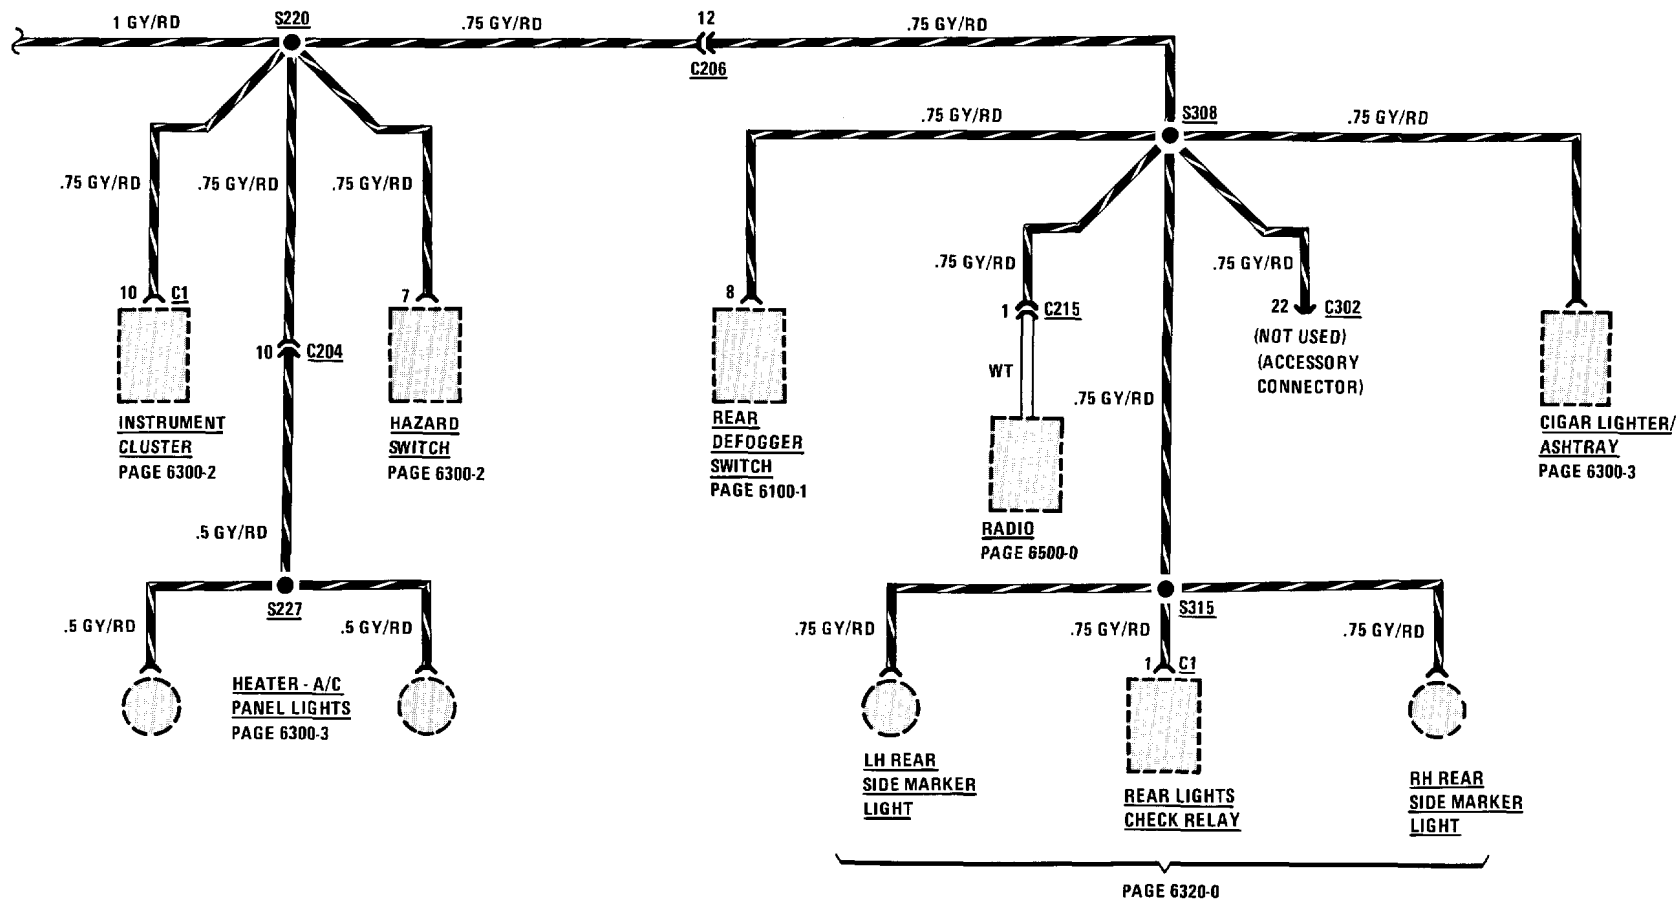 1 GY/RD
S220
.75 GY/RD
12
C206
.75 GY/RD
S308
.75 GY/RD
.75 GY/RD
.75 GY/RD
.75 GY/RD
.75 GY/RD
10 C1
INSTRUMENT
CLUSTER
PAGE 6300-2
10 C204
7
HAZARD
SWITCH
PAGE 6300-2
.5 GY/RD
S227
.5 GY/RD
.5 GY/RD
HEATER - A/C
PANEL LIGHTS
PAGE 6300-3
8
REAR
DEFOGGER
SWITCH
PAGE 6100-1
.75 GY/RD
1 C215
WT
RADIO
PAGE 6500-0
.75 GY/RD
.75 GY/RD
22 C302
(NOT USED)
(ACCESSORY
CONNECTOR)
CIGAR LIGHTER/
ASHTRAY
PAGE 6300-3
S315
.75 GY/RD
.75 GY/RD
.75 GY/RD
1 C1
LH REAR
SIDE MARKER
LIGHT
REAR LIGHTS
CHECK RELAY
RH REAR
SIDE MARKER
LIGHT
PAGE 6320-0